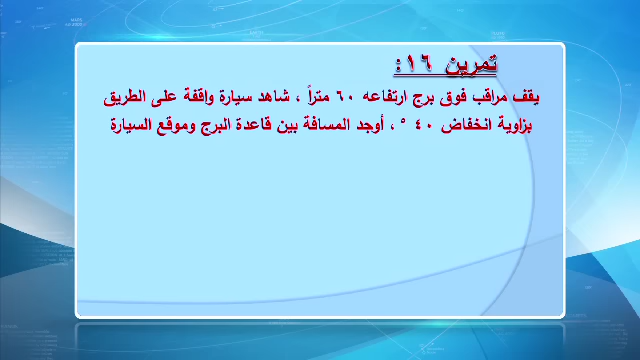 تمرين ١٦ :
يقف مراقب فوق برج ارتفاعه ٦٠ متراً ، شاهد سيارة واقفة على الطريق
بزاوية انخفاض ٤٠ ° ، أوجد المسافة بين قاعدة البرج وموقع السيارة